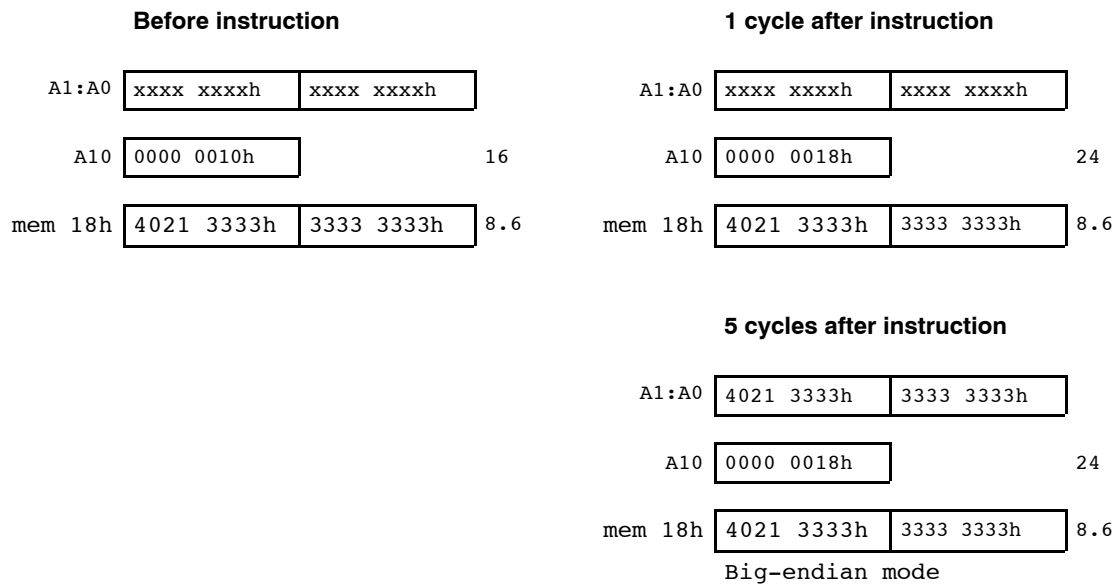 Before instruction
A1:A0 xxxx xxxxh xxxx xxxxh
A10 0000 0010h 16
mem 18h 4021 3333h 3333 3333h 8.6
1 cycle after instruction
A1:A0 xxxx xxxxh xxxx xxxxh
A10 0000 0018h 24
mem 18h 4021 3333h 3333 3333h 8.6
5 cycles after instruction
A1:A0 4021 3333h 3333 3333h
A10 0000 0018h 24
mem 18h 4021 3333h 3333 3333h 8.6
Big-endian mode